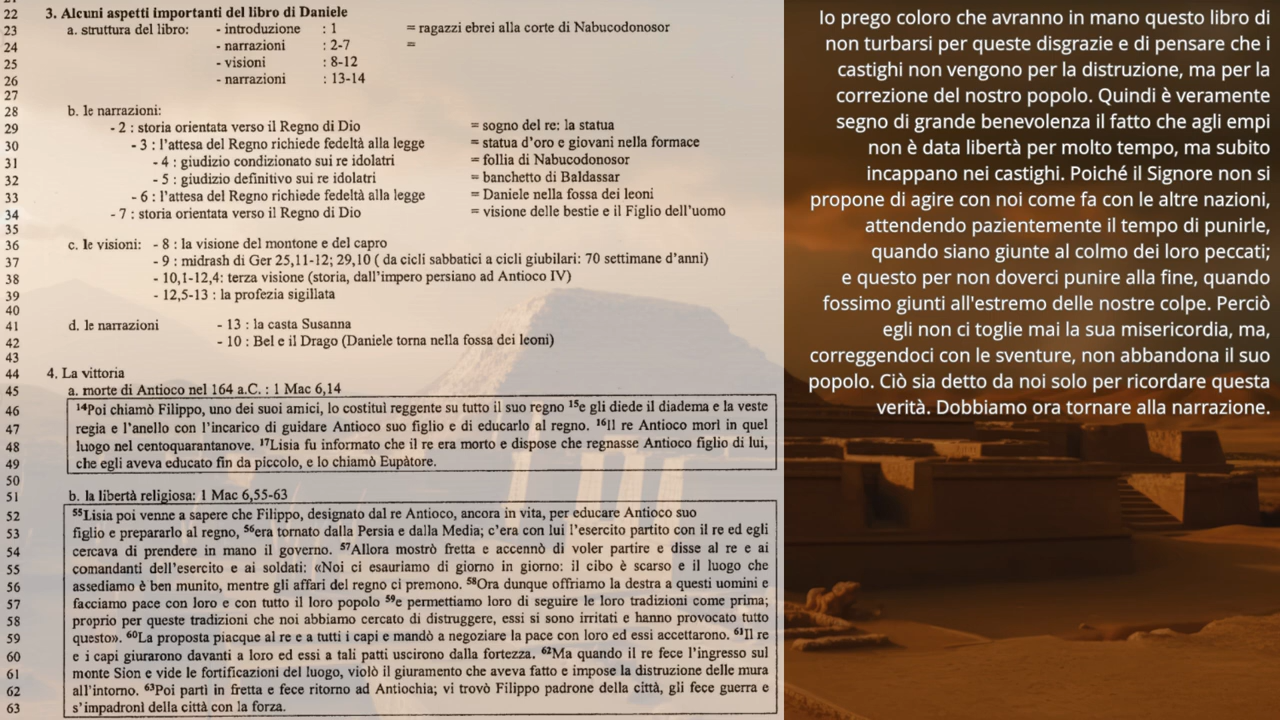 22 3. Alcuni aspetti importanti del libro di Daniele
23 a. struttura del libro: - introduzione : 1 = ragazzi ebrei alla corte di Nabucodonosor
24 - narrazioni : 2-7 =
25 - visioni : 8-12
26 - narrazioni : 13-14
27
28 b. le narrazioni:
29 - 2 : storia orientata verso il Regno di Dio = sogno del re: la statua
30 - 3 : l'attesa del Regno richiede fedeltà alla legge = statua d'oro e giovani nella formace
31 - 4 : giudizio condizionato sui re idolatri = follia di Nabucodonosor
32 - 5 : giudizio definitivo sui re idolatri = banchetto di Baldassar
33 - 6 : l'attesa del Regno richiede fedeltà alla legge = Daniele nella fossa dei leoni
34 - 7 : storia orientata verso il Regno di Dio = visione delle bestie e il Figlio dell'uomo
35
36 c. le visioni: - 8 : la visione del montone e del capro
37 - 9 : midrash di Ger 25,11-12; 29,10 ( da cicli sabbatici a cicli giubilari: 70 settimane d'anni)
38 - 10,1-12,4: terza visione (storia, dall'impero persiano ad Antioco IV)
39 - 12,5-13 : la profezia sigillata
40
41 d. le narrazioni - 13 : la casta Susanna
42 - 10 : Bel e il Drago (Daniele torna nella fossa dei leoni)
43
44 4. La vittoria
45 a. morte di Antioco nel 164 a.C. : 1 Mac 6,14
46 ¹⁴Poi chiamò Filippo, uno dei suoi amici, lo costituì reggente su tutto il suo regno ¹⁵e gli diede il diadema e la veste
47 regia e l'anello con l'incarico di guidare Antioco suo figlio e di educarlo al regno. ¹⁶Il re Antioco morì in quel
48 luogo nel centoquarantanove. ¹⁷Lisia fu informato che il re era morto e dispose che regnasse Antioco figlio di lui,
49 che egli aveva educato fin da piccolo, e lo chiamò Eupàtore.
50
51 b. la libertà religiosa: 1 Mac 6,55-63
52 ⁵⁵Lisia poi venne a sapere che Filippo, designato dal re Antioco, ancora in vita, per educare Antioco suo
53 figlio e prepararlo al regno, ⁵⁶era tornato dalla Persia e dalla Media; c'era con lui l'esercito partito con il re ed egli
54 cercava di prendere in mano il governo. ⁵⁷Allora mostrò fretta e accennò di voler partire e disse al re e ai
55 comandanti dell'esercito e ai soldati: «Noi ci esauriamo di giorno in giorno: il cibo è scarso e il luogo che
56 assediamo è ben munito, mentre gli affari del regno ci premono. ⁵⁸Ora dunque offriamo la destra a questi uomini e
57 facciamo pace con loro e con tutto il loro popolo ⁵⁹e permettiamo loro di seguire le loro tradizioni come prima;
58 proprio per queste tradizioni che noi abbiamo cercato di distruggere, essi si sono irritati e hanno provocato tutto
59 questo». ⁶⁰La proposta piacque al re e a tutti i capi e mandò a negoziare la pace con loro ed essi accettarono. ⁶¹Il re
60 e i capi giurarono davanti a loro ed essi a tali patti uscirono dalla fortezza. ⁶²Ma quando il re fece l'ingresso sul
61 monte Sion e vide le fortificazioni del luogo, violò il giuramento che aveva fatto e impose la distruzione delle mura
62 all'intorno. ⁶³Poi partì in fretta e fece ritorno ad Antiochia; vi trovò Filippo padrone della città, gli fece guerra e
63 s'impadronì della città con la forza.
Io prego coloro che avranno in mano questo libro di
non turbarsi per queste disgrazie e di pensare che i
castighi non vengono per la distruzione, ma per la
correzione del nostro popolo. Quindi è veramente
segno di grande benevolenza il fatto che agli empi
non è data libertà per molto tempo, ma subito
incappano nei castighi. Poiché il Signore non si
propone di agire con noi come fa con le altre nazioni,
attendendo pazientemente il tempo di punirle,
quando siano giunte al colmo dei loro peccati;
e questo per non doverci punire alla fine, quando
fossimo giunti all'estremo delle nostre colpe. Perciò
egli non ci toglie mai la sua misericordia, ma,
correggendoci con le sventure, non abbandona il suo
popolo. Ciò sia detto da noi solo per ricordare questa
verità. Dobbiamo ora tornare alla narrazione.